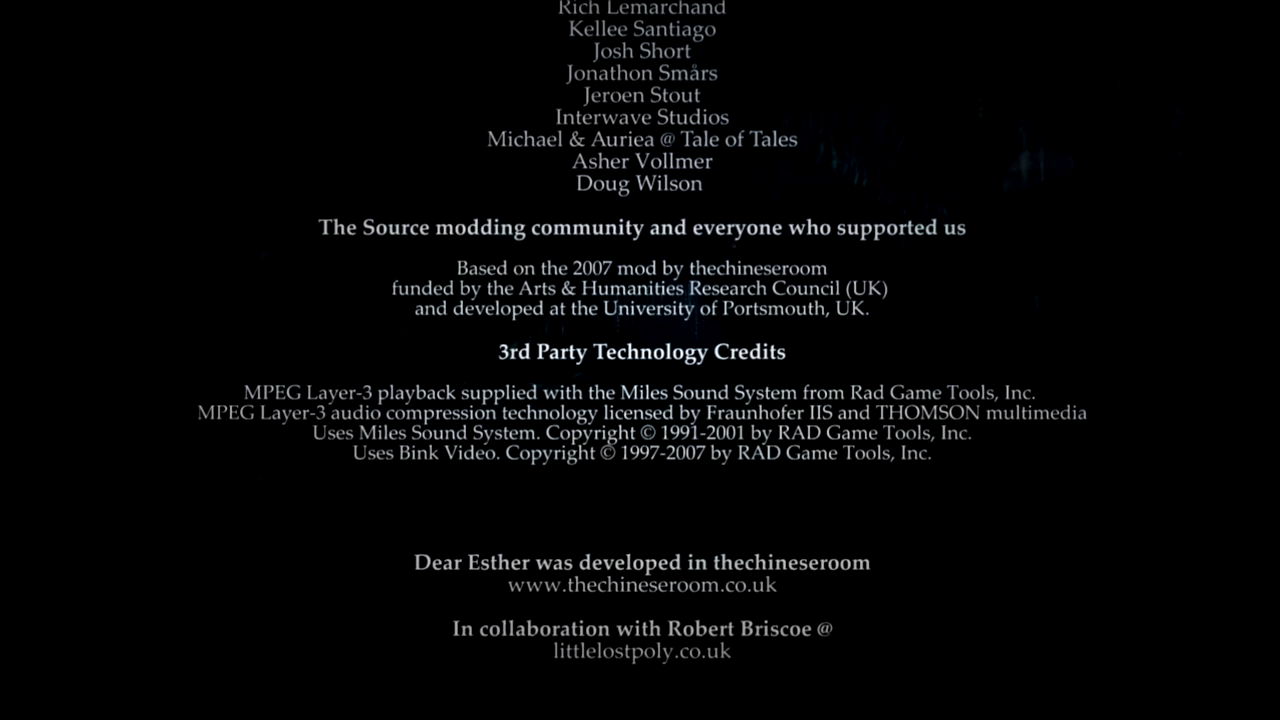 Rich Lemarchand
Kellee Santiago
Josh Short
Jonathon Smårs
Jeroen Stout
Interwave Studios
Michael & Auriea @ Tale of Tales
Asher Vollmer
Doug Wilson
The Source modding community and everyone who supported us
Based on the 2007 mod by thechineseroom
funded by the Arts & Humanities Research Council (UK)
and developed at the University of Portsmouth, UK.
3rd Party Technology Credits
MPEG Layer-3 playback supplied with the Miles Sound System from Rad Game Tools, Inc.
MPEG Layer-3 audio compression technology licensed by Fraunhofer IIS and THOMSON multimedia
Uses Miles Sound System. Copyright © 1991-2001 by RAD Game Tools, Inc.
Uses Bink Video. Copyright © 1997-2007 by RAD Game Tools, Inc.
Dear Esther was developed in thechineseroom
www.thechineseroom.co.uk
In collaboration with Robert Briscoe @
littlelostpoly.co.uk